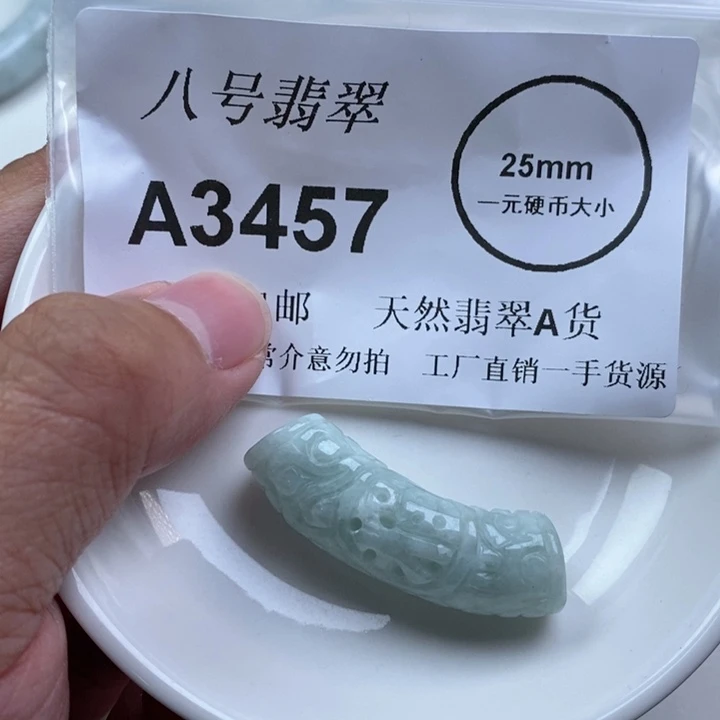 八号翡翠
A3457
25mm
一元硬币大小
邮 天然翡翠A货
常介意勿拍 工厂直销一手货源